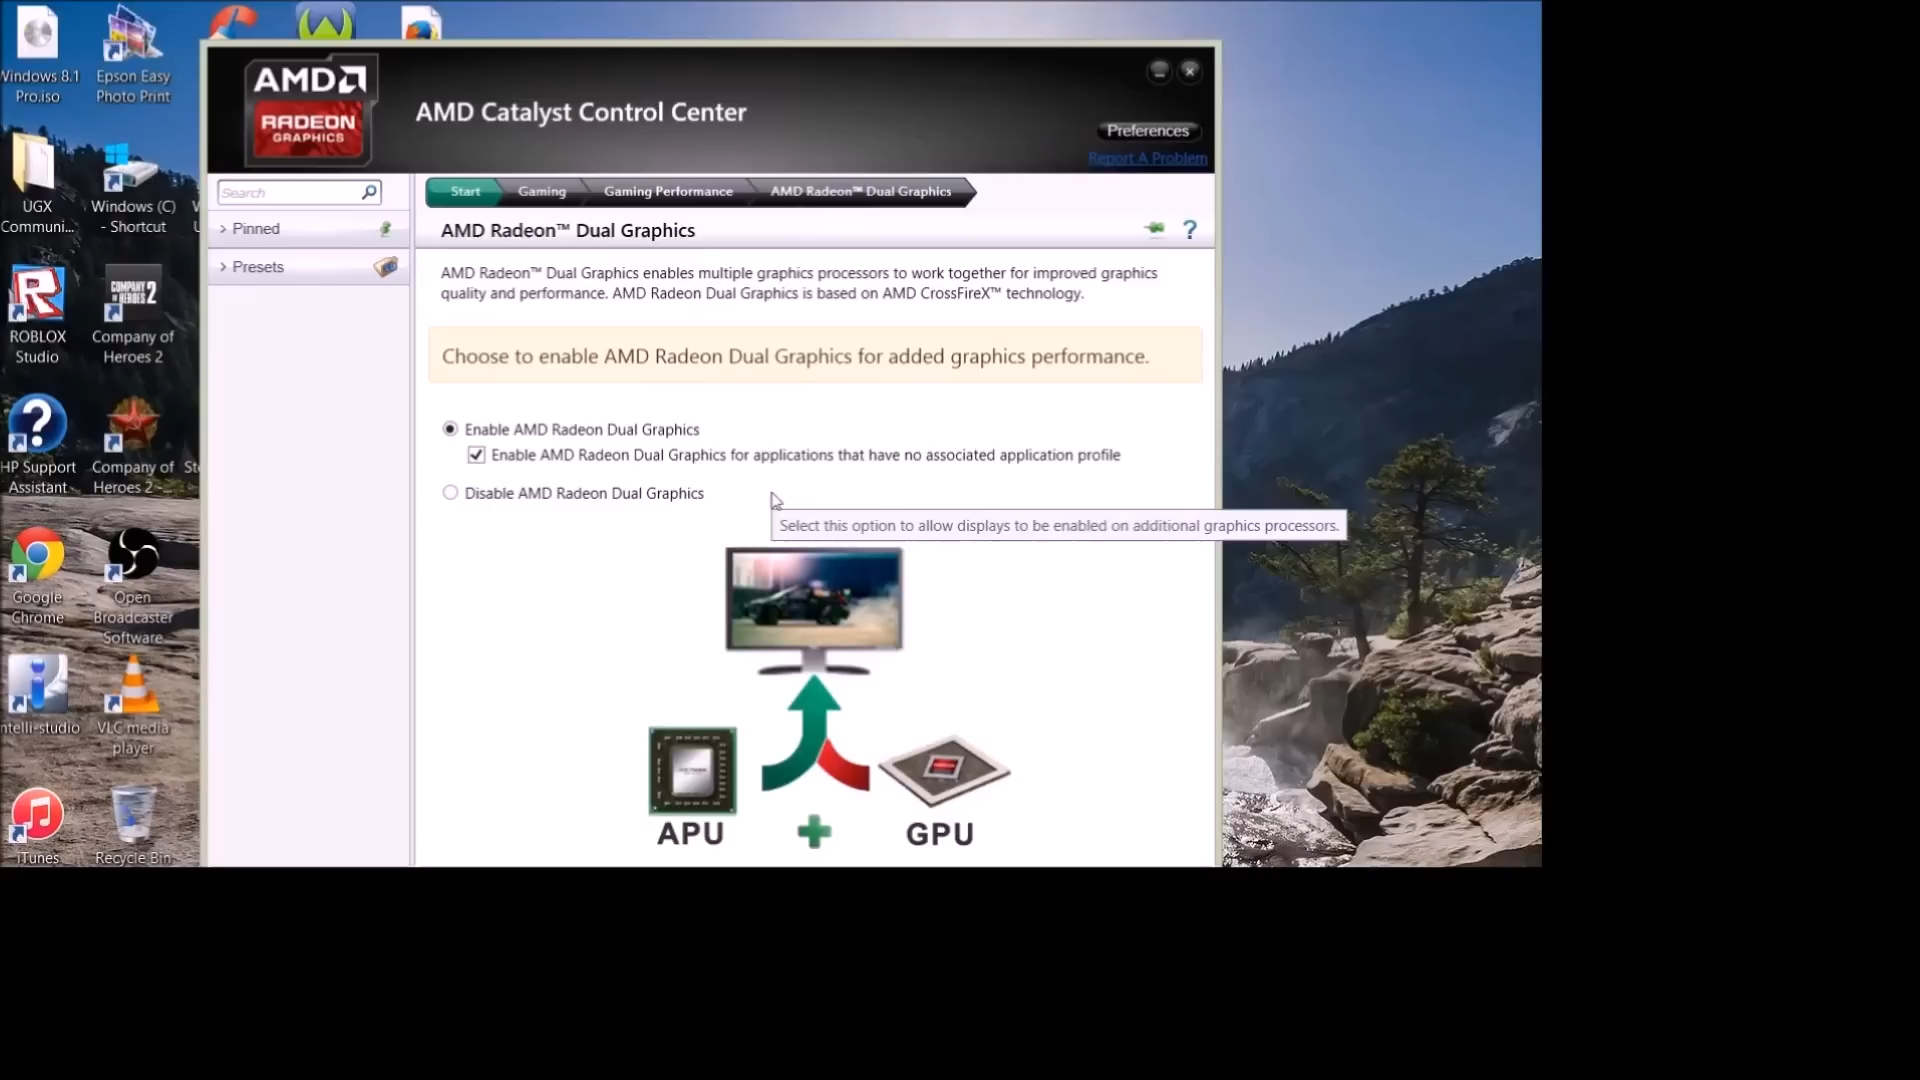 Windows 8.1
Pro.iso
Epson Easy
Photo Print
UGX
Communi...
Windows (C)
- Shortcut
ROBLOX
Studio
COMPANY
OF HEROES 2
Company of
Heroes 2
HP Support
Assistant
Company of
Heroes 2 -
St
Google
Chrome
Open
Broadcaster
Software
ntelli-studio
VLC media
player
iTunes
Recycle Bin
AMD
RADEON
GRAPHICS
AMD Catalyst Control Center
Preferences
Report A Problem
Search
Pinned
Presets
Start
Gaming
Gaming Performance
AMD Radeon™ Dual Graphics
AMD Radeon™ Dual Graphics
?
AMD Radeon™ Dual Graphics enables multiple graphics processors to work together for improved graphics
quality and performance. AMD Radeon Dual Graphics is based on AMD CrossFireX™ technology.
Choose to enable AMD Radeon Dual Graphics for added graphics performance.
Enable AMD Radeon Dual Graphics
Enable AMD Radeon Dual Graphics for applications that have no associated application profile
Disable AMD Radeon Dual Graphics
Select this option to allow displays to be enabled on additional graphics processors.
APU
+
GPU